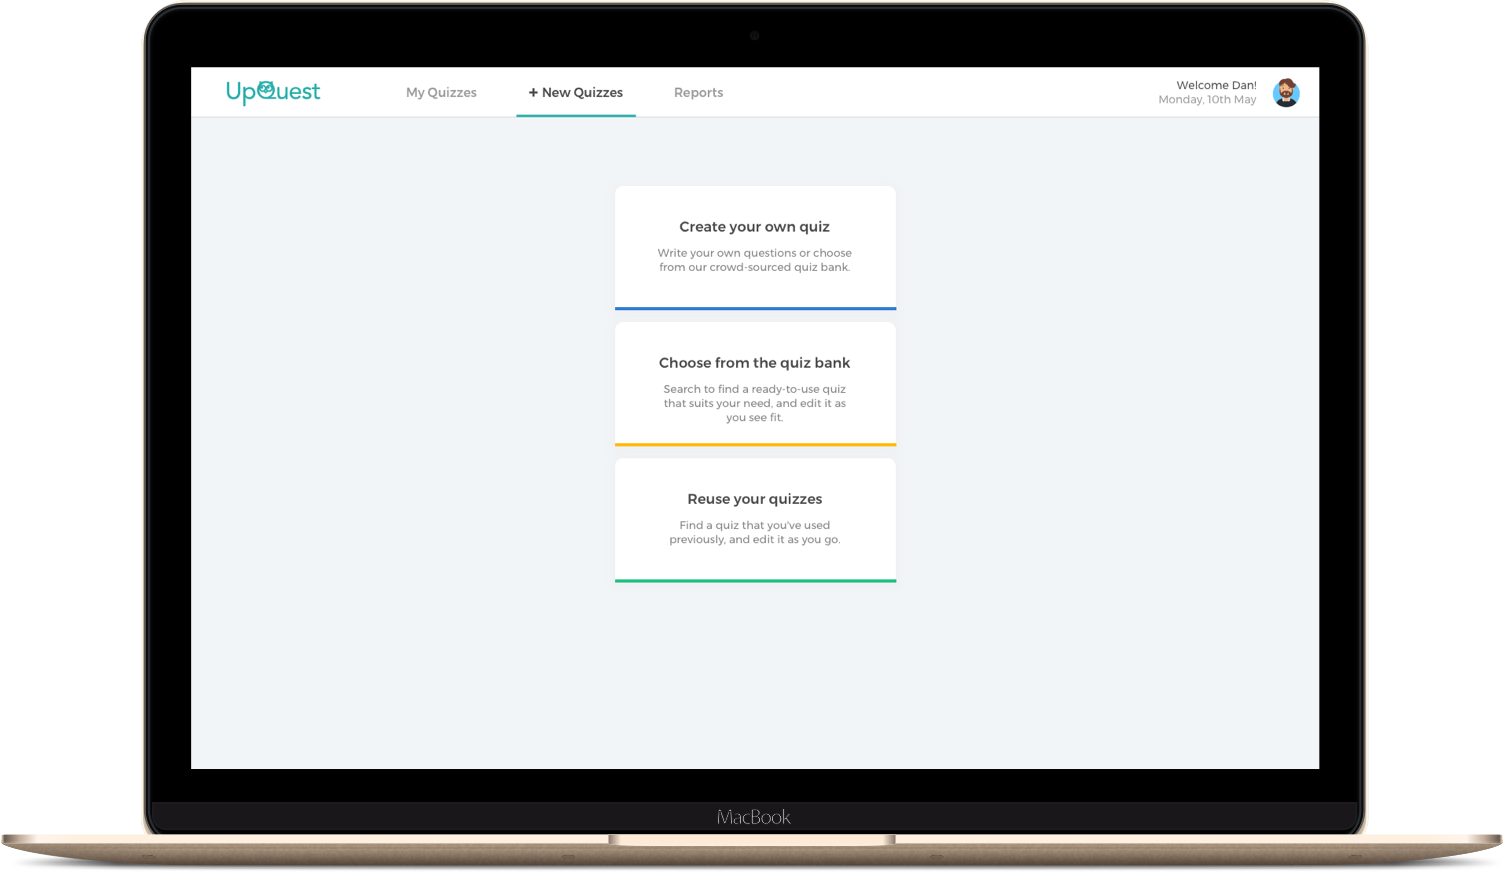 UpQuest
My Quizzes
+ New Quizzes
Reports
Welcome Dan!
Monday, 10th May
Create your own quiz
Write your own questions or choose
from our crowd-sourced quiz bank.
Choose from the quiz bank
Search to find a ready-to-use quiz
that suits your need, and edit it as
you see fit.
Reuse your quizzes
Find a quiz that you've used
previously, and edit it as you go.
MacBook